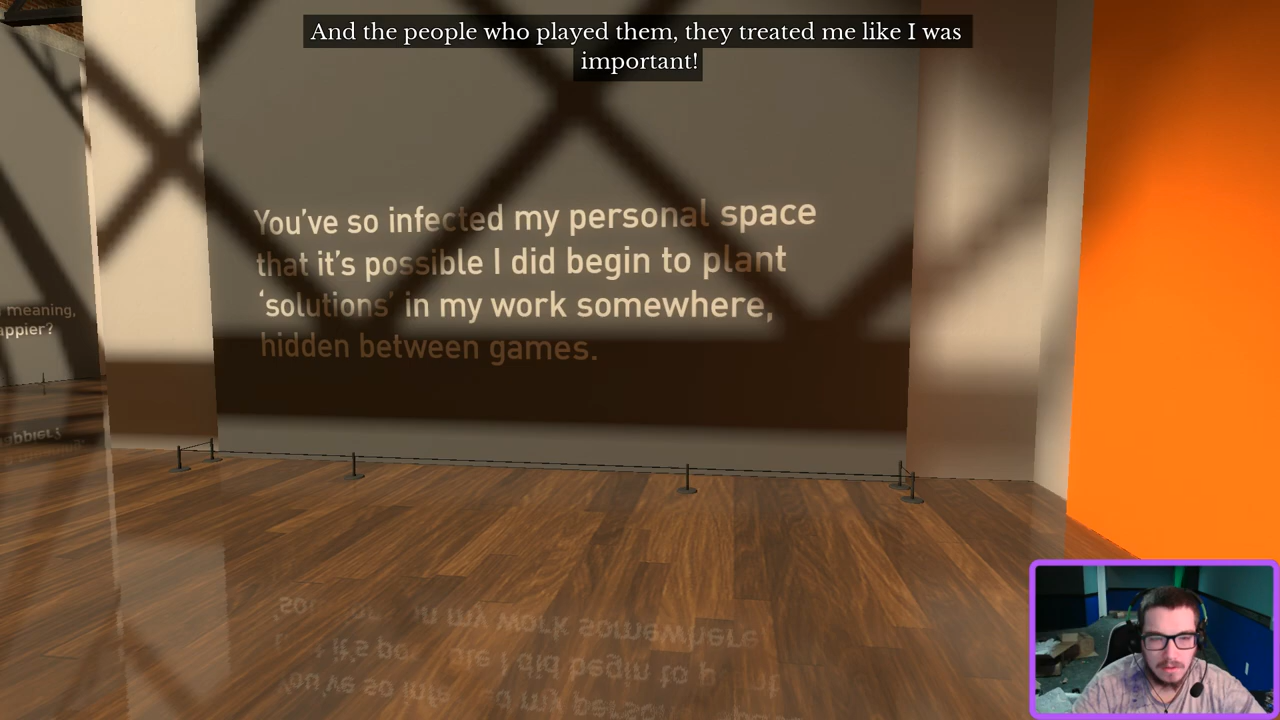 And the people who played them, they treated me like I was
important!
You've so infected my personal space
that it's possible I did begin to plant
'solutions' in my work somewhere,
hidden between games.
meaning,
appier?